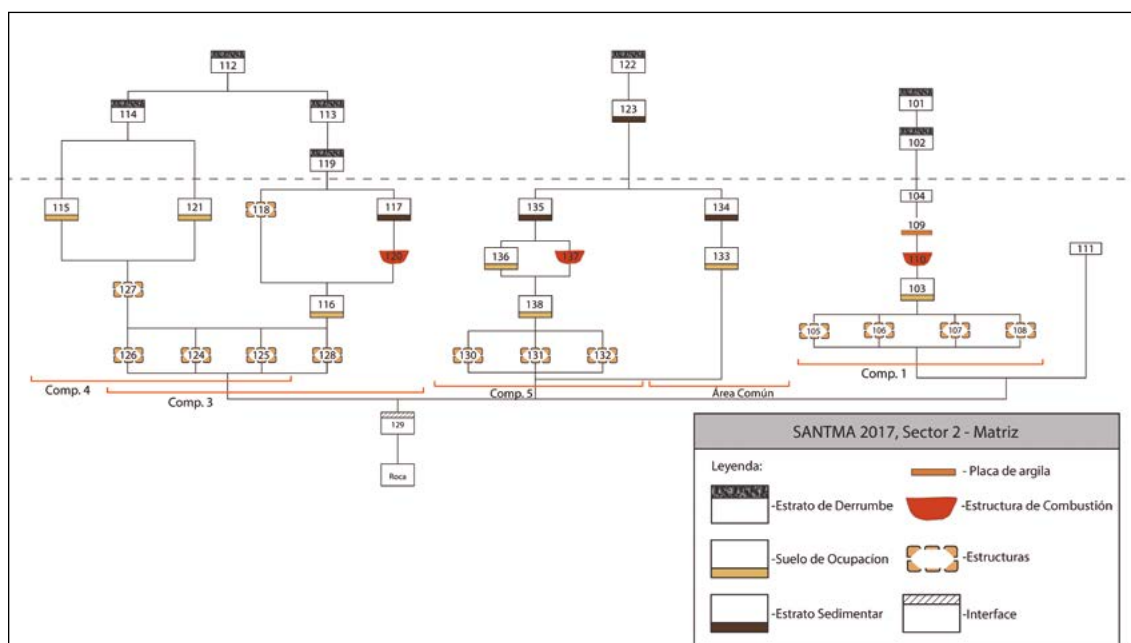 112
122
101
114
113
123
102
119
115
121
118
117
135
134
104
109
120
136
137
133
110
111
127
116
138
103
105
106
107
108
126
124
125
128
130
131
132
Comp. 4
Comp. 3
Comp. 5
Área Común
Comp. 1
129
Roca
SANTMA 2017, Sector 2 - Matriz
Leyenda:
- Placa de argila
-Estrato de Derrumbe
-Estructura de Combustión
-Suelo de Ocupacíon
-Estructuras
-Estrato Sedimentar
-Interface